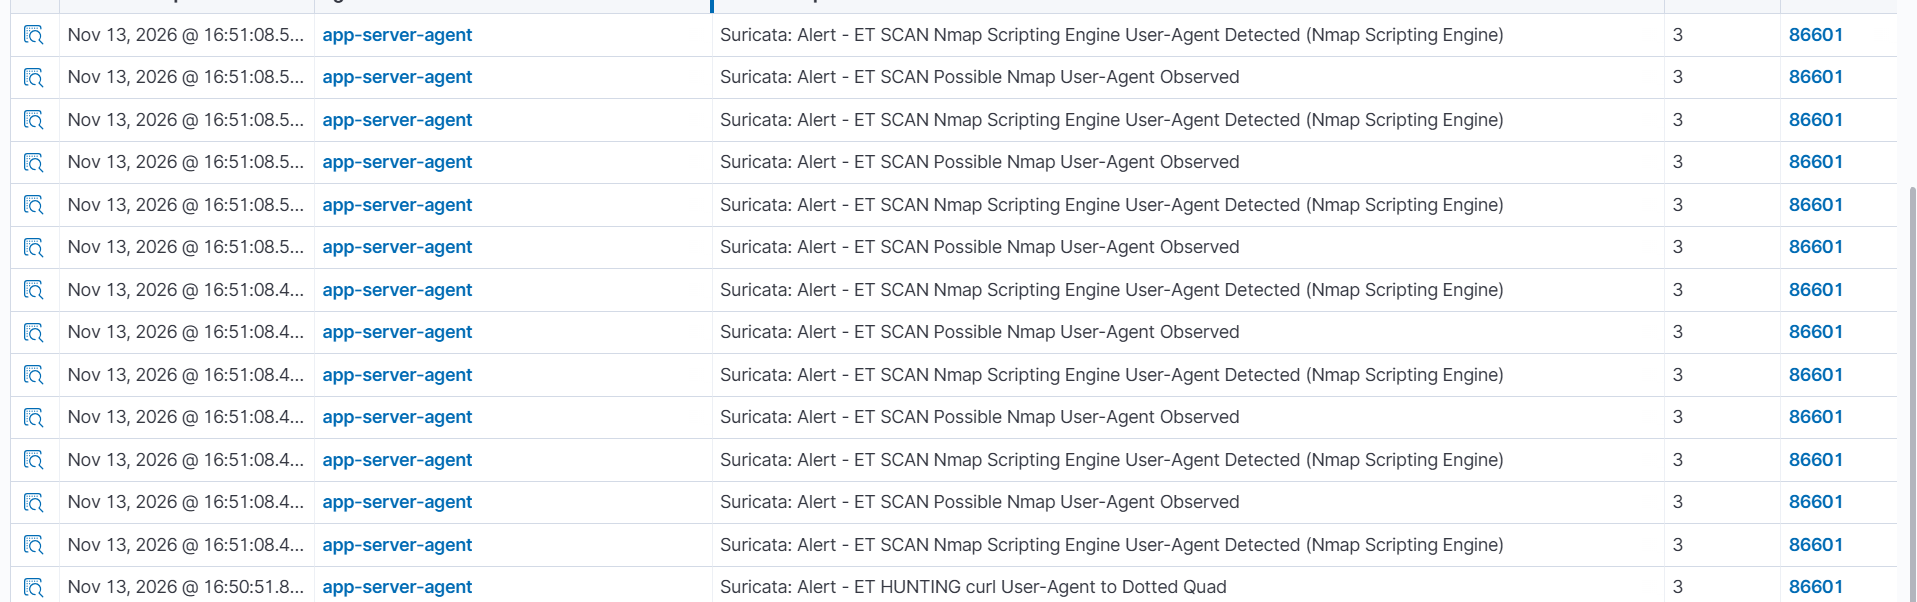 Nov 13, 2026 @ 16:51:08.5... app-server-agent Suricata: Alert - ET SCAN Nmap Scripting Engine User-Agent Detected (Nmap Scripting Engine) 3 86601
Nov 13, 2026 @ 16:51:08.5... app-server-agent Suricata: Alert - ET SCAN Possible Nmap User-Agent Observed 3 86601
Nov 13, 2026 @ 16:51:08.5... app-server-agent Suricata: Alert - ET SCAN Nmap Scripting Engine User-Agent Detected (Nmap Scripting Engine) 3 86601
Nov 13, 2026 @ 16:51:08.5... app-server-agent Suricata: Alert - ET SCAN Possible Nmap User-Agent Observed 3 86601
Nov 13, 2026 @ 16:51:08.5... app-server-agent Suricata: Alert - ET SCAN Nmap Scripting Engine User-Agent Detected (Nmap Scripting Engine) 3 86601
Nov 13, 2026 @ 16:51:08.5... app-server-agent Suricata: Alert - ET SCAN Possible Nmap User-Agent Observed 3 86601
Nov 13, 2026 @ 16:51:08.4... app-server-agent Suricata: Alert - ET SCAN Nmap Scripting Engine User-Agent Detected (Nmap Scripting Engine) 3 86601
Nov 13, 2026 @ 16:51:08.4... app-server-agent Suricata: Alert - ET SCAN Possible Nmap User-Agent Observed 3 86601
Nov 13, 2026 @ 16:51:08.4... app-server-agent Suricata: Alert - ET SCAN Nmap Scripting Engine User-Agent Detected (Nmap Scripting Engine) 3 86601
Nov 13, 2026 @ 16:51:08.4... app-server-agent Suricata: Alert - ET SCAN Possible Nmap User-Agent Observed 3 86601
Nov 13, 2026 @ 16:51:08.4... app-server-agent Suricata: Alert - ET SCAN Nmap Scripting Engine User-Agent Detected (Nmap Scripting Engine) 3 86601
Nov 13, 2026 @ 16:51:08.4... app-server-agent Suricata: Alert - ET SCAN Possible Nmap User-Agent Observed 3 86601
Nov 13, 2026 @ 16:51:08.4... app-server-agent Suricata: Alert - ET SCAN Nmap Scripting Engine User-Agent Detected (Nmap Scripting Engine) 3 86601
Nov 13, 2026 @ 16:50:51.8... app-server-agent Suricata: Alert - ET HUNTING curl User-Agent to Dotted Quad 3 86601